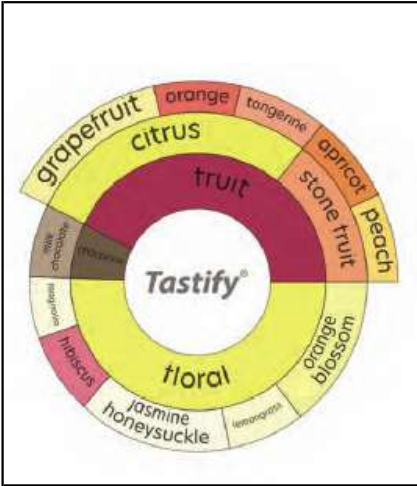 grapefruit
orange
tangerine
citrus
apricot
fruit
stone fruit
peach
milk
chocolate
chocolate
Tastify®
magnolia
hibiscus
floral
orange
blossom
jasmine
honeysuckle
lemongrass